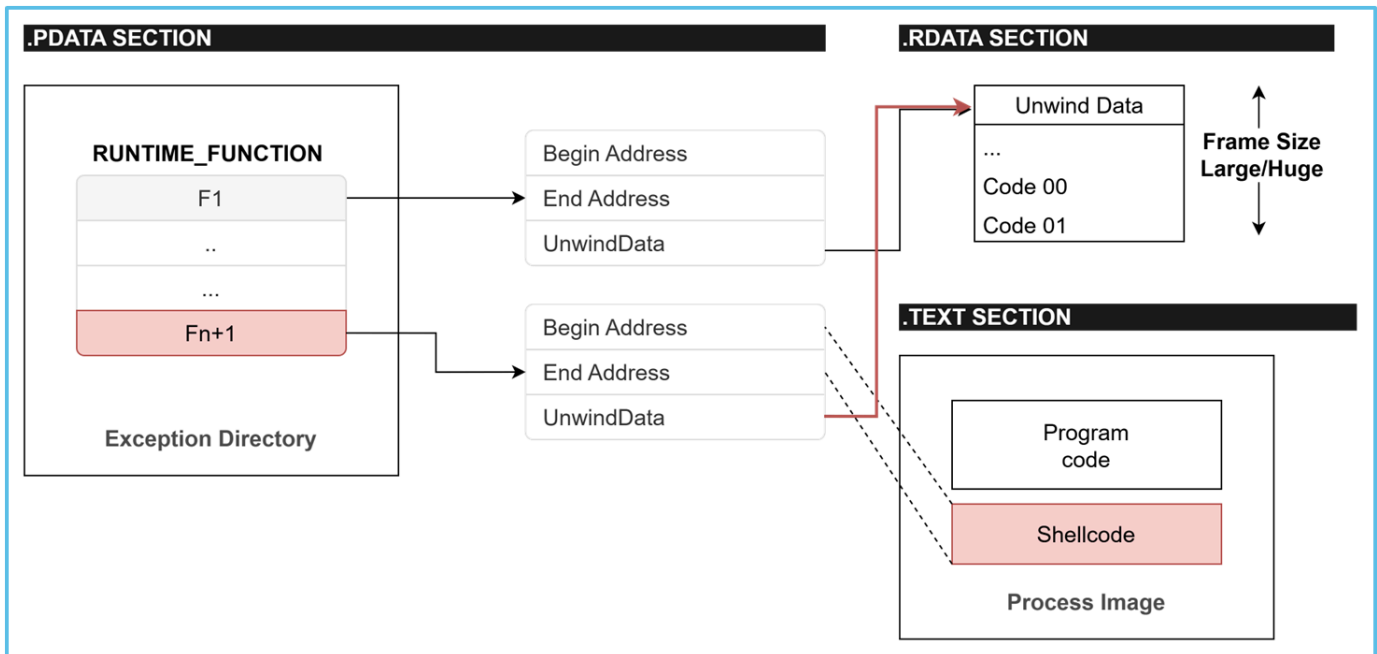 .PDATA SECTION
.RDATA SECTION
RUNTIME_FUNCTION
F1
..
...
Fn+1
Exception Directory
Begin Address
End Address
UnwindData
Begin Address
End Address
UnwindData
Unwind Data
...
Code 00
Code 01
Frame Size
Large/Huge
.TEXT SECTION
Program
code
Shellcode
Process Image